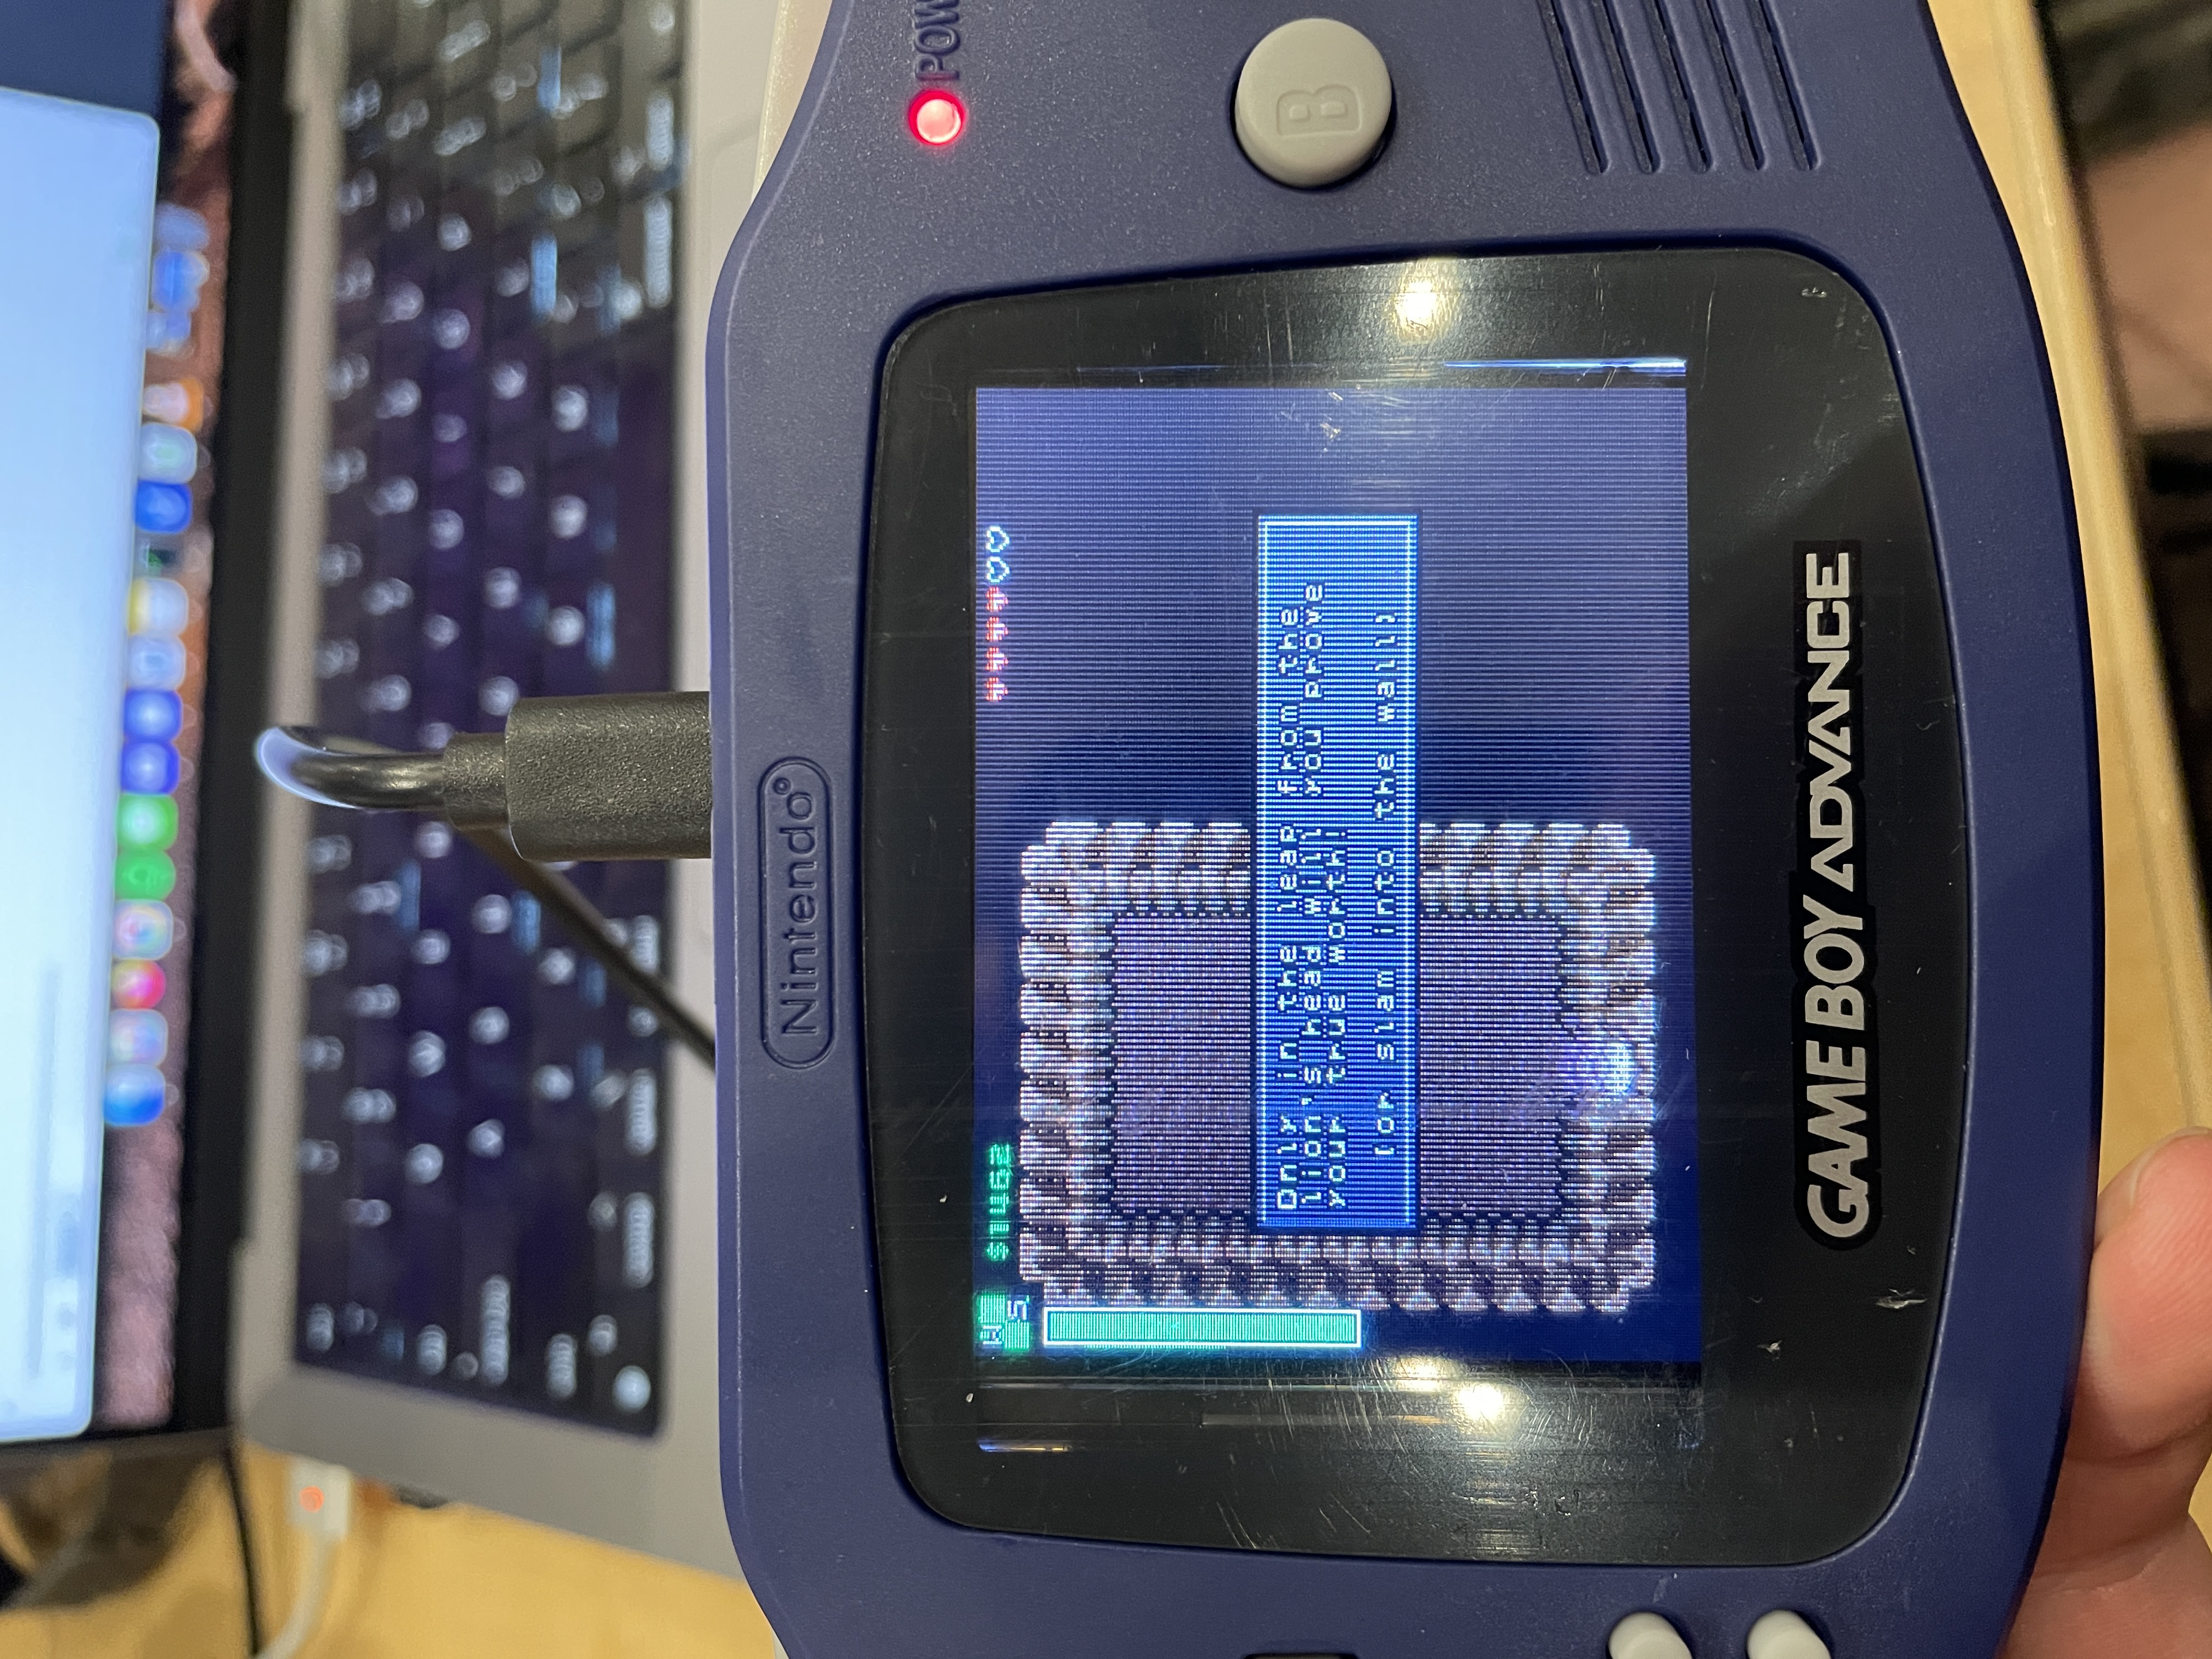 Nintendo
POW
N
S
$1462
Only in the leap from the
lion's head will you prove
your true worth!
(or slam into the wall)
B
GAME BOY ADVANCE